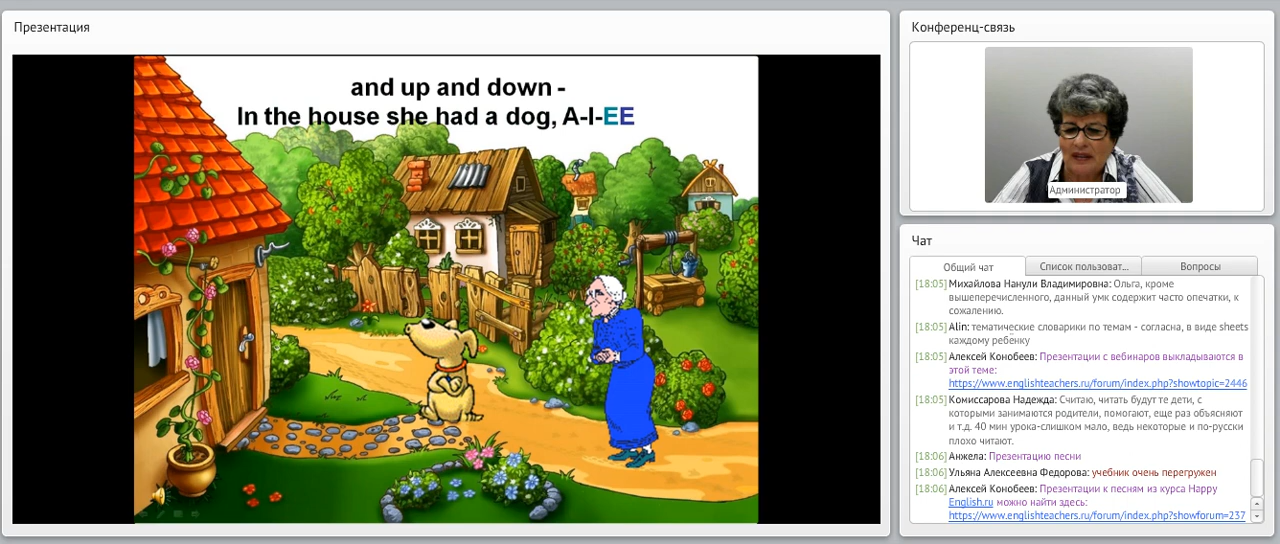 Презентация
and up and down -
In the house she had a dog, A-I-EE
Конференц-связь
Администратор
Чат
Общий чат
Список пользоват...
Вопросы
[18:05] Михайлова Нанули Владимировна: Ольга, кроме
вышеперечисленного, данный умк содержит часто опечатки, к
сожалению.
[18:05] Alin: тематические словарики по темам - согласна, в виде sheets
каждому ребёнку
[18:05] Алексей Конобеев: Презентации с вебинаров выкладываются в
этой теме:
https://www.englishteachers.ru/forum/index.php?showtopic=2446
[18:05] Комиссарова Надежда: Считаю, читать будут те дети, с
которыми занимаются родители, помогают, еще раз объясняют
и т.д. 40 мин урока-слишком мало, ведь некоторые и по-русски
плохо читают.
[18:06] Анжела: Презентацию песни
[18:06] Ульяна Алексеевна Федорова: учебник очень перегружен
[18:06] Алексей Конобеев: Презентации к песням из курса Happy
English.ru можно найти здесь:
https://www.englishteachers.ru/forum/index.php?showforum=237